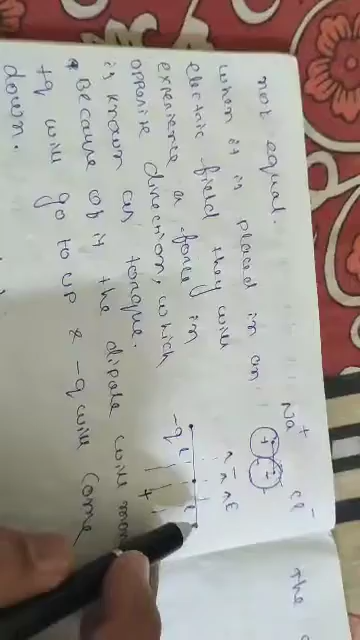 not equal.
when it is placed in an
electric field they will
experience a force in
opposite direction, which
is known as torque.
* Because of it the dipole will
+q will go to up & -q will come
down.
Na+ Cl-
+ +
-q
+
the